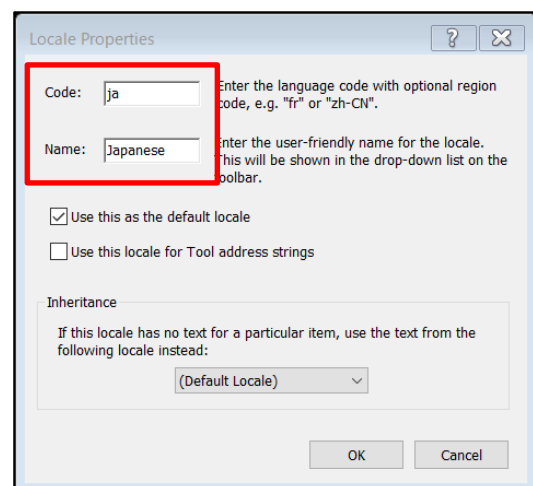 Locale Properties
Code:
ja
Enter the language code with optional region
code, e.g. "fr" or "zh-CN".
Name:
Japanese
Enter the user-friendly name for the locale.
This will be shown in the drop-down list on the
toolbar.
Use this as the default locale
Use this locale for Tool address strings
Inheritance
If this locale has no text for a particular item, use the text from the
following locale instead:
(Default Locale)
OK
Cancel